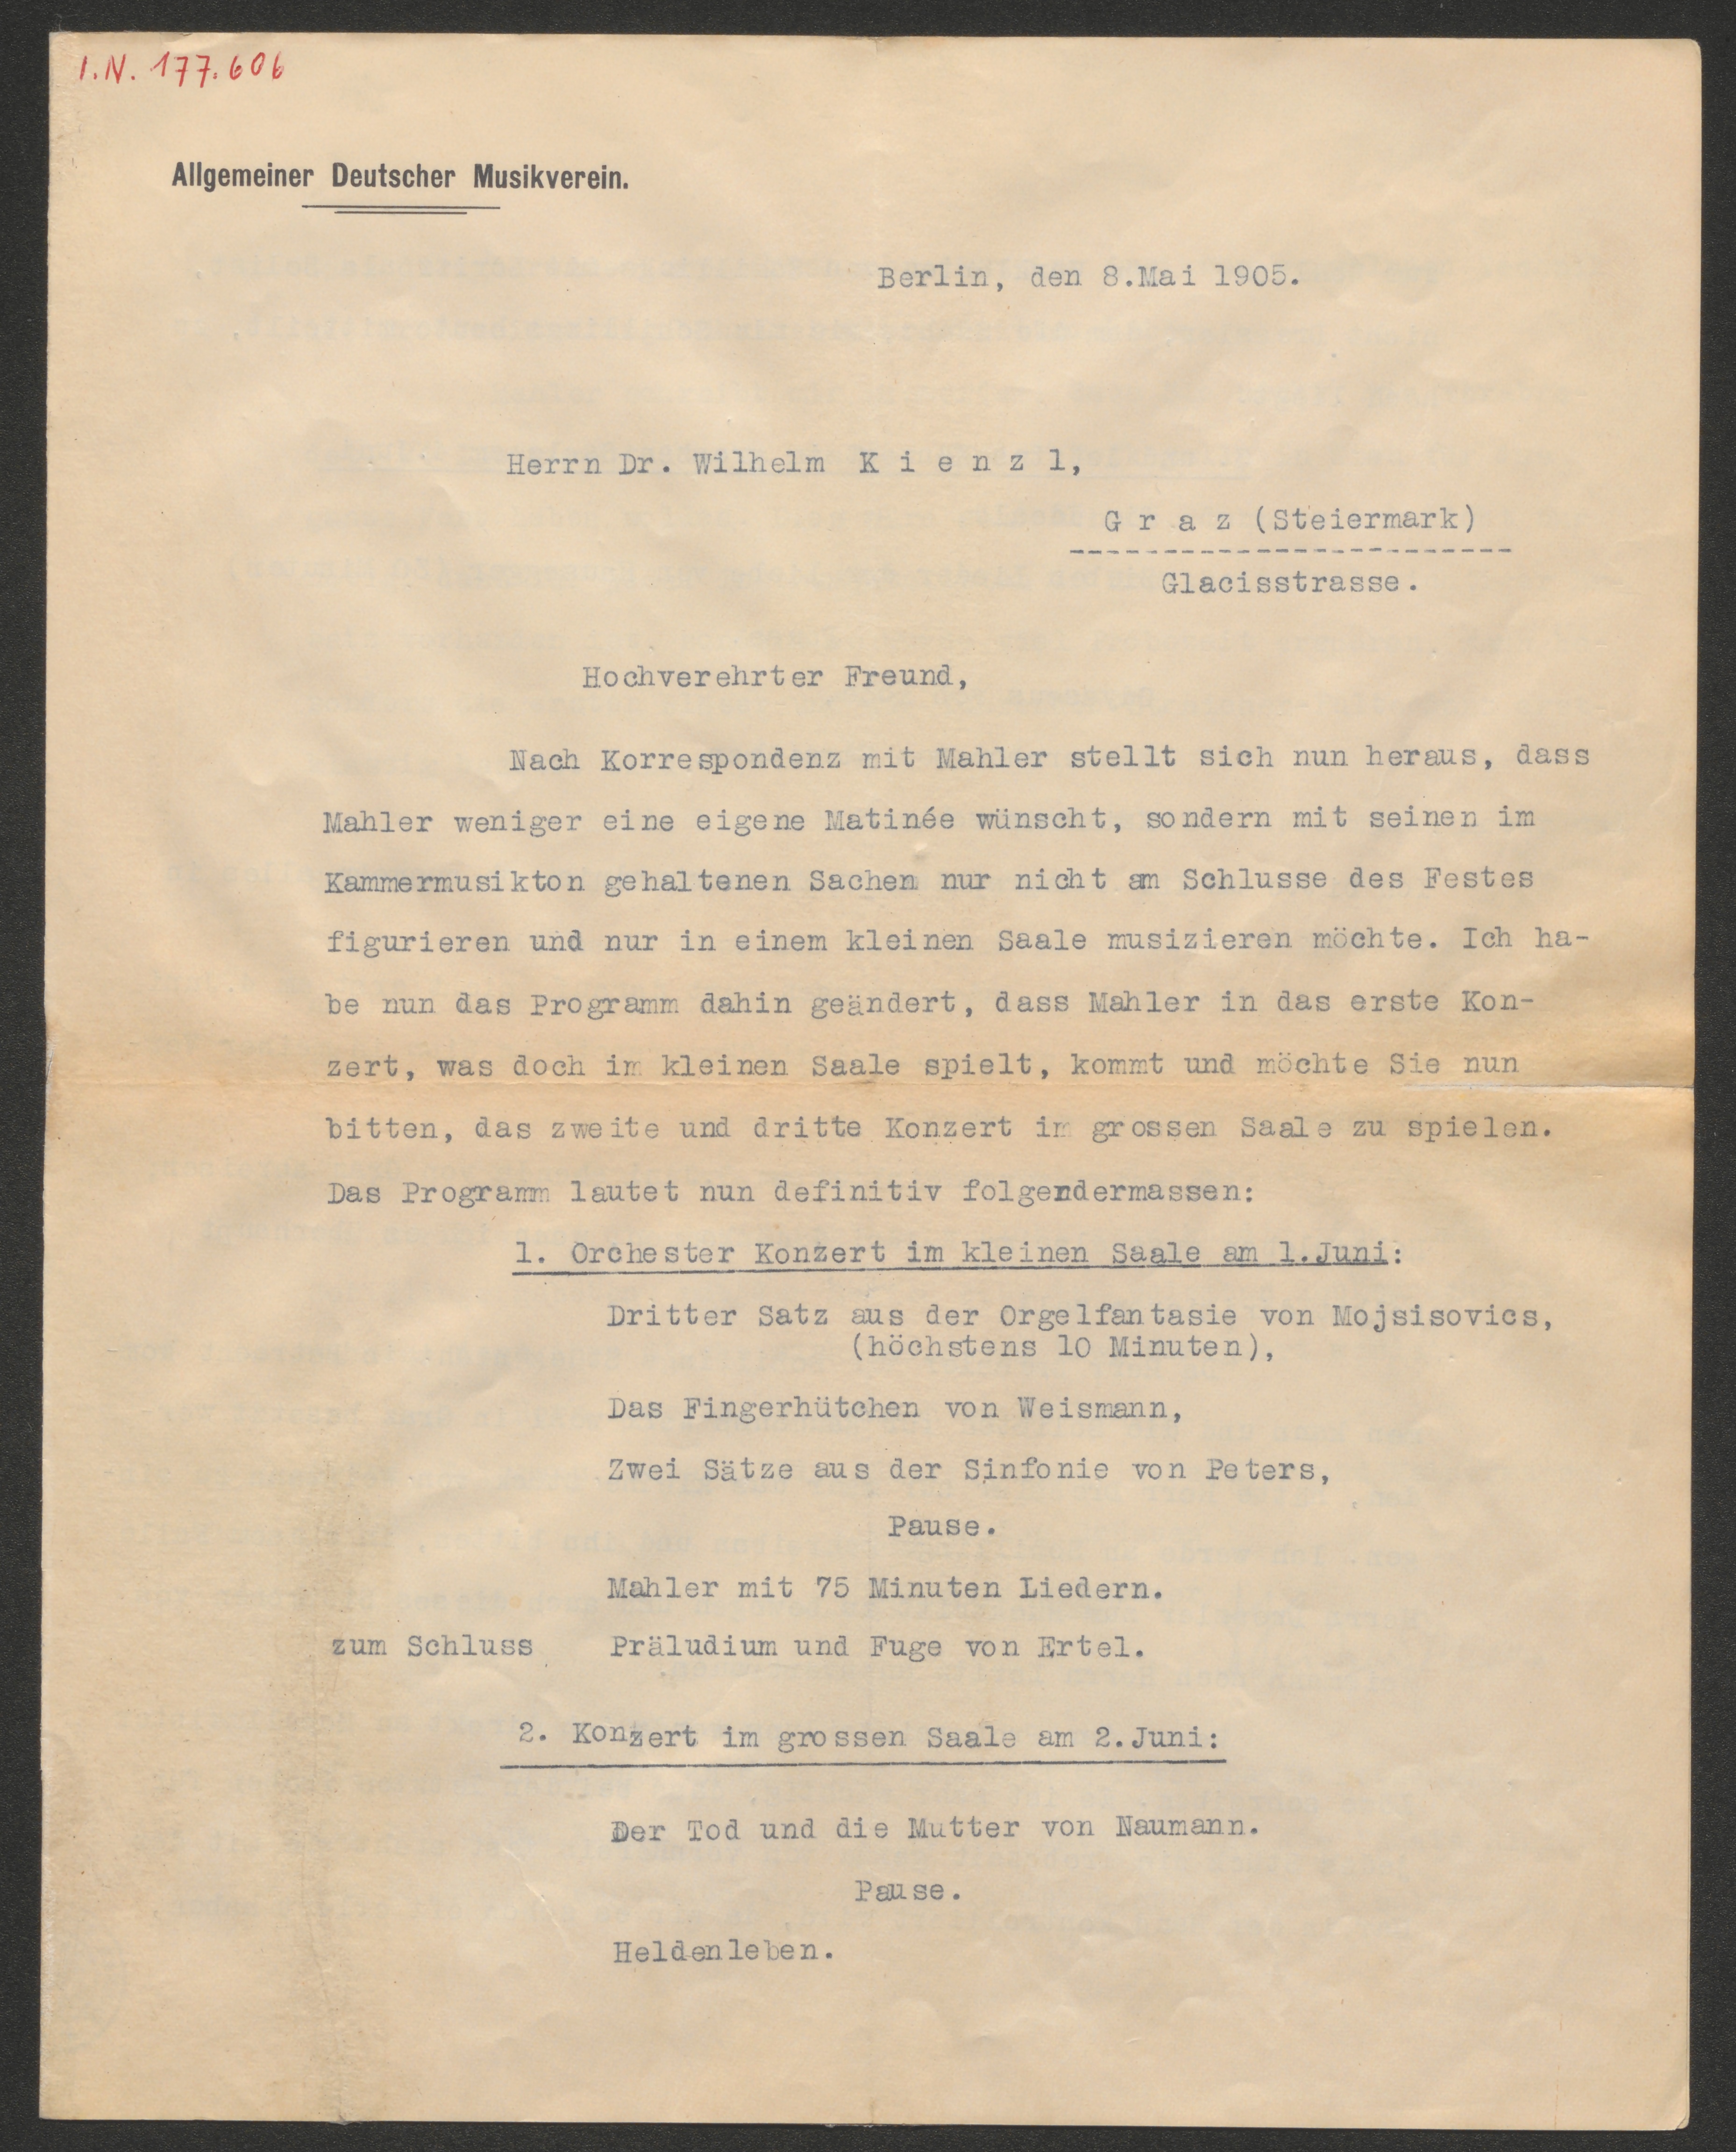 I.N. 177.606
Allgemeiner Deutscher Musikverein.
Berlin, den 8.Mai 1905.
Herrn Dr. Wilhelm K i e n z l,
G r a z (Steiermark)
Glacisstrasse.
Hochverehrter Freund,
Nach Korrespondenz mit Mahler stellt sich nun heraus, dass
Mahler weniger eine eigene Matinée wünscht, sondern mit seinen im
Kammermusikton gehaltenen Sachen nur nicht am Schlusse des Festes
figurieren und nur in einem kleinen Saale musizieren möchte. Ich ha-
be nun das Programm dahin geändert, dass Mahler in das erste Kon-
zert, was doch im kleinen Saale spielt, kommt und möchte Sie nun
bitten, das zweite und dritte Konzert im grossen Saale zu spielen.
Das Programm lautet nun definitiv folgendermassen:
1. Orchester Konzert im kleinen Saale am 1.Juni:
Dritter Satz aus der Orgelfantasie von Mojsisovics,
(höchstens 10 Minuten),
Das Fingerhütchen von Weismann,
Zwei Sätze aus der Sinfonie von Peters,
Pause.
Mahler mit 75 Minuten Liedern.
zum Schluss Präludium und Fuge von Ertel.
2. Konzert im grossen Saale am 2.Juni:
Der Tod und die Mutter von Naumann.
Pause.
Heldenleben.